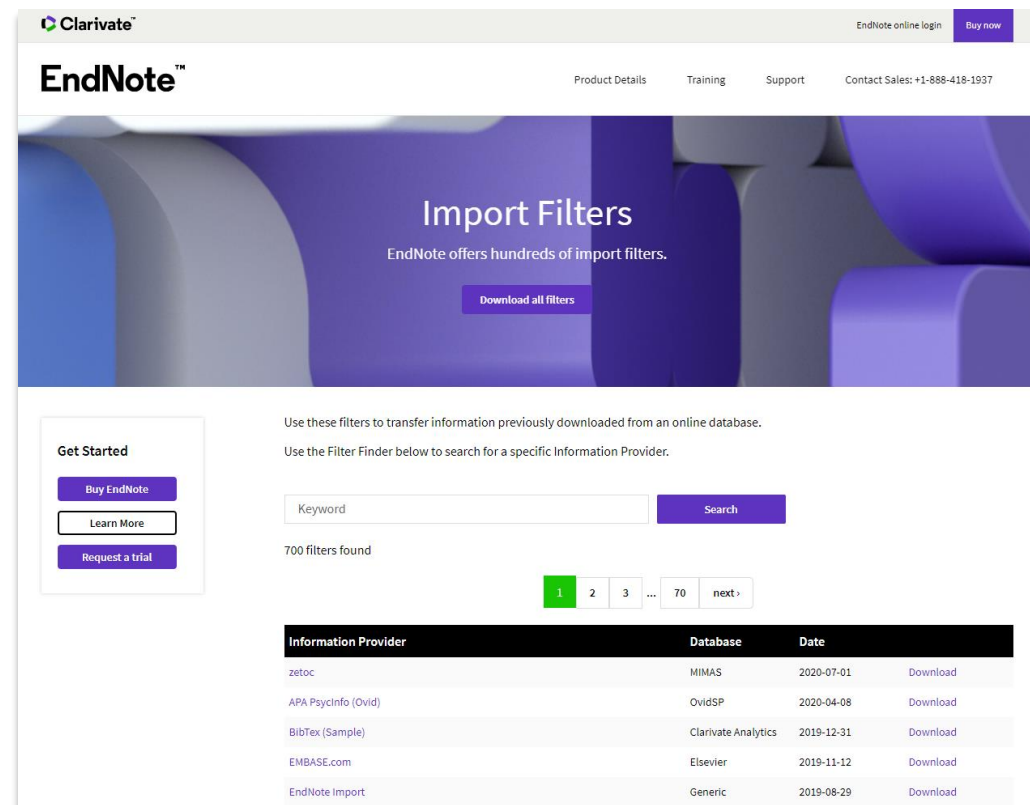 Clarivate™
EndNote online login Buy now
EndNote™
Product Details Training Support Contact Sales: +1-888-418-1937
Import Filters
EndNote offers hundreds of import filters.
Download all filters
Get Started
Buy EndNote
Learn More
Request a trial
Use these filters to transfer information previously downloaded from an online database.
Use the Filter Finder below to search for a specific Information Provider.
Keyword Search
700 filters found
1 2 3 ... 70 next ›
Information Provider Database Date
zetoc MIMAS 2020-07-01 Download
APA PsycInfo (Ovid) OvidSP 2020-04-08 Download
BibTex (Sample) Clarivate Analytics 2019-12-31 Download
EMBASE.com Elsevier 2019-11-12 Download
EndNote Import Generic 2019-08-29 Download